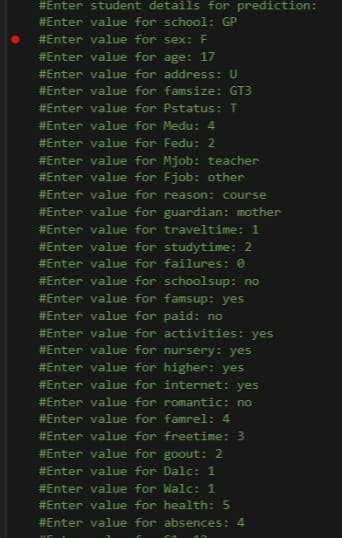 #Enter student details for prediction:
#Enter value for school: GP
#Enter value for sex: F
#Enter value for age: 17
#Enter value for address: U
#Enter value for famsize: GT3
#Enter value for Pstatus: T
#Enter value for Medu: 4
#Enter value for Fedu: 2
#Enter value for Mjob: teacher
#Enter value for Fjob: other
#Enter value for reason: course
#Enter value for guardian: mother
#Enter value for traveltime: 1
#Enter value for studytime: 2
#Enter value for failures: 0
#Enter value for schoolsup: no
#Enter value for famsup: yes
#Enter value for paid: no
#Enter value for activities: yes
#Enter value for nursery: yes
#Enter value for higher: yes
#Enter value for internet: yes
#Enter value for romantic: no
#Enter value for famrel: 4
#Enter value for freetime: 3
#Enter value for goout: 2
#Enter value for Dalc: 1
#Enter value for Walc: 1
#Enter value for health: 5
#Enter value for absences: 4